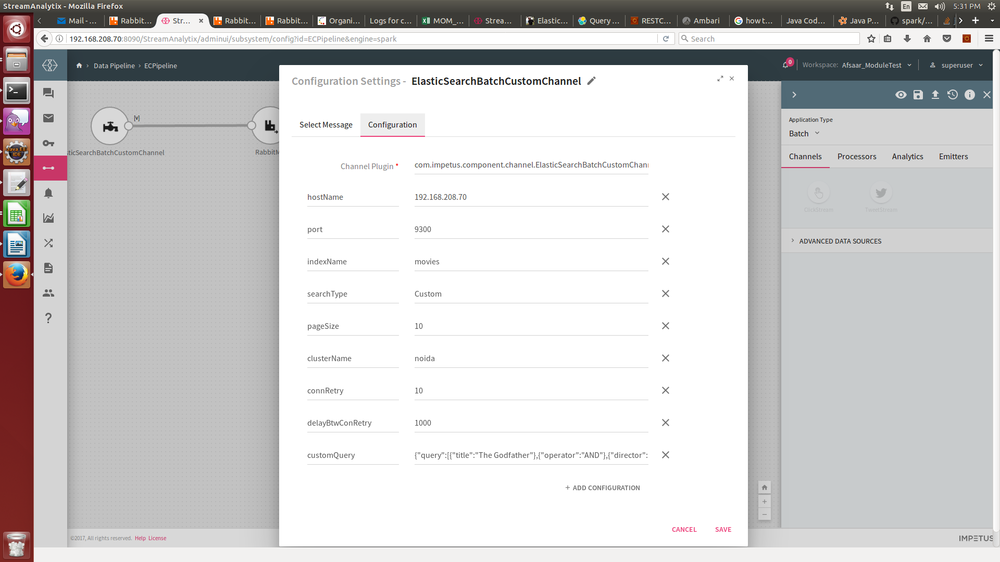 StreamAnalytix - Mozilla Firefox
En
5:31 PM
Mail - ...
Rabbit...
Str...
Rabbit...
Rabbit...
Organi...
Logs for c...
MOM_...
Strea...
Elastic...
Query ...
RESTC...
Ambari
how t...
Java Cod...
Java P...
spark/...
192.168.208.70:8090/StreamAnalytix/adminui/subsystem/config?id=ECPipeline&engine=spark
Search
Data Pipeline › ECPipeline
0
Workspace: Afsaar_ModuleTest
superuser
Configuration Settings - ElasticSearchBatchCustomChannel
Select Message
Configuration
Channel Plugin *
com.impetus.component.channel.ElasticSearchBatchCustomChann
hostName
192.168.208.70
port
9300
indexName
movies
searchType
Custom
pageSize
10
clusterName
noida
connRetry
10
delayBtwConRetry
1000
customQuery
{"query":[{"title":"The Godfather"},{"operator":"AND"},{"director":
+ ADD CONFIGURATION
CANCEL
SAVE
[v]
sticSearchBatchCustomChannel
RabbitM
Application Type
Batch
Channels
Processors
Analytics
Emitters
ClickStream
TweetStream
ADVANCED DATA SOURCES
Java EE
IDE
©2017, All rights reserved. Help License
IMPETUS